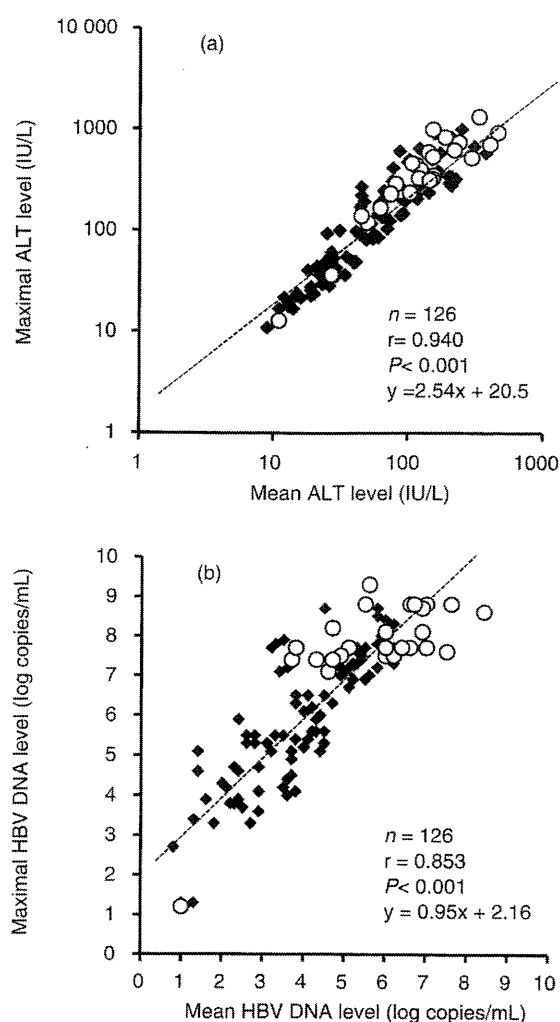 (a)
Maximal ALT level (IU/L)
10 000
1000
100
10
1
n = 126
r= 0.940
P< 0.001
y =2.54x + 20.5
1 10 100 1000
Mean ALT level (IU/L)
(b)
Maximal HBV DNA level (log copies/mL)
10
9
8
7
6
5
4
3
2
1
0
n = 126
r = 0.853
P< 0.001
y = 0.95x + 2.16
0 1 2 3 4 5 6 7 8 9 10
Mean HBV DNA level (log copies/mL)